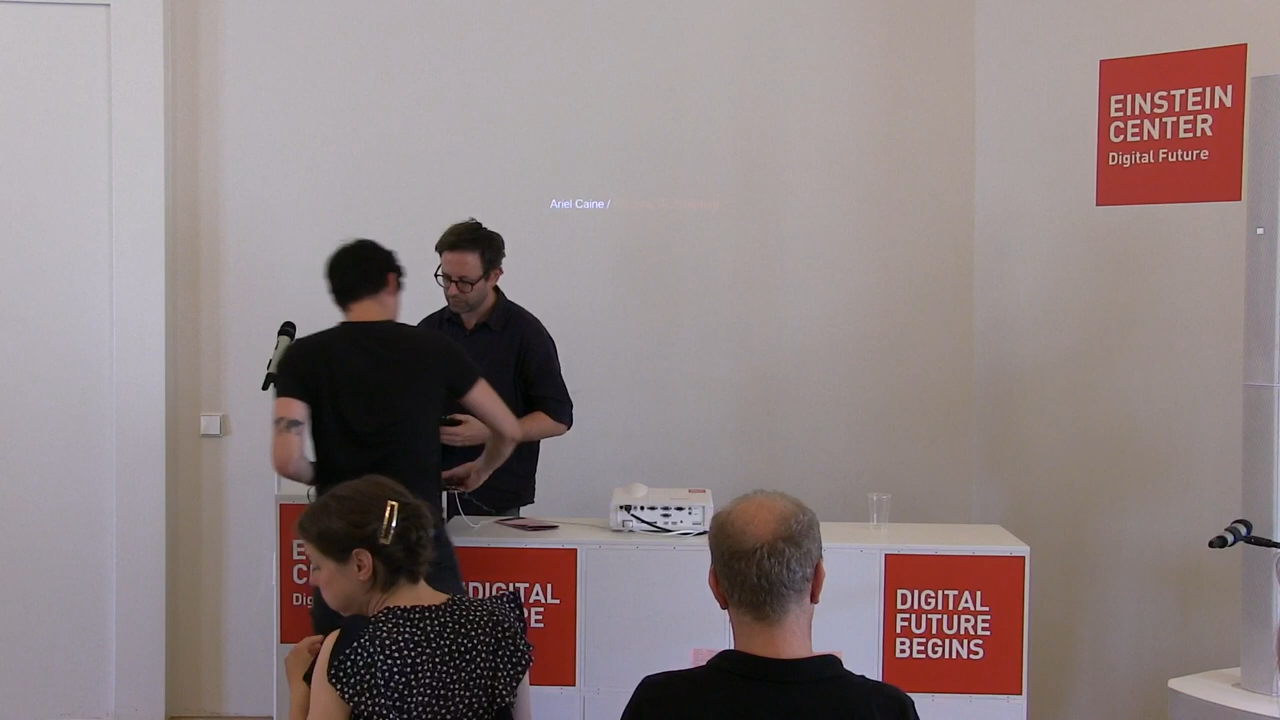 EINSTEIN
CENTER
Digital Future
Ariel Caine /
DIGITAL
FUTURE
BEGINS